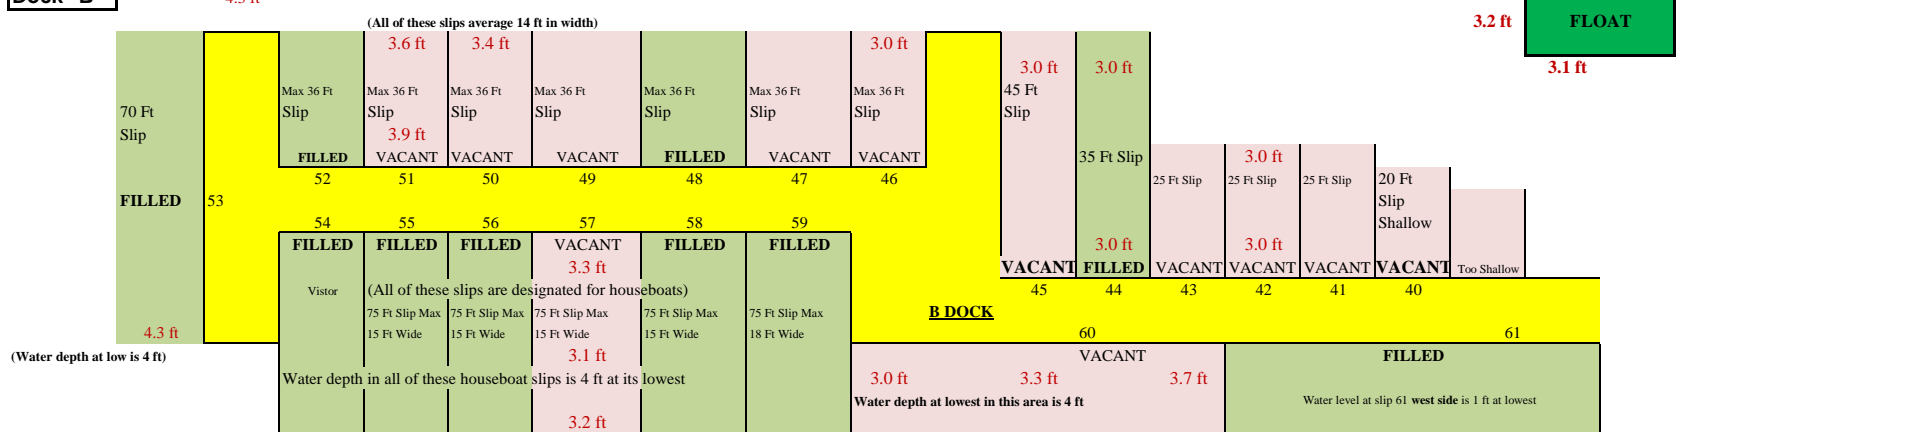 Dock "B"
4.3 ft
(All of these slips average 14 ft in width)
3.2 ft
FLOAT
3.1 ft
3.6 ft 3.4 ft 3.0 ft
3.0 ft 3.0 ft
Max 36 Ft Max 36 Ft Max 36 Ft Max 36 Ft Max 36 Ft Max 36 Ft Max 36 Ft 45 Ft
70 Ft Slip Slip Slip Slip Slip Slip Slip Slip
Slip 3.9 ft
FILLED VACANT VACANT VACANT FILLED VACANT VACANT 35 Ft Slip 3.0 ft
52 51 50 49 48 47 46 25 Ft Slip 25 Ft Slip 25 Ft Slip 20 Ft
FILLED 53 Slip
54 55 56 57 58 59 Shallow
FILLED FILLED FILLED VACANT FILLED FILLED 3.0 ft 3.0 ft
3.3 ft VACANT FILLED VACANT VACANT VACANT VACANT Too Shallow
Vistor (All of these slips are designated for houseboats) 45 44 43 42 41 40
75 Ft Slip Max 75 Ft Slip Max 75 Ft Slip Max 75 Ft Slip Max 75 Ft Slip Max B DOCK
4.3 ft 15 Ft Wide 15 Ft Wide 15 Ft Wide 15 Ft Wide 18 Ft Wide 60 61
(Water depth at low is 4 ft) 3.1 ft VACANT FILLED
Water depth in all of these houseboat slips is 4 ft at its lowest 3.0 ft 3.3 ft 3.7 ft
Water depth at lowest in this area is 4 ft Water level at slip 61 west side is 1 ft at lowest
3.2 ft